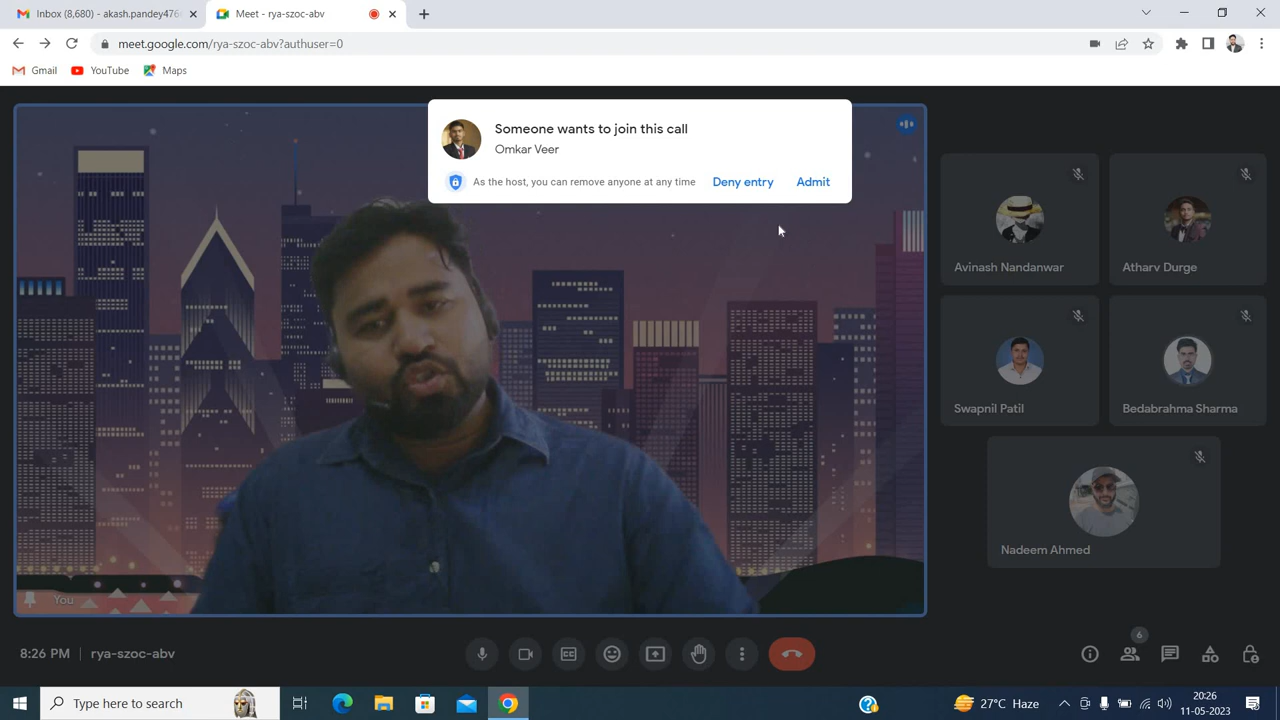 Inbox (8,680) - akash.pandey476
Meet - rya-szoc-abv
meet.google.com/rya-szoc-abv?authuser=0
Gmail
YouTube
Maps
Someone wants to join this call
Omkar Veer
As the host, you can remove anyone at any time
Deny entry
Admit
Avinash Nandanwar
Atharv Durge
Swapnil Patil
Bedabrahma Sharma
Nadeem Ahmed
You
8:26 PM | rya-szoc-abv
6
Type here to search
27°C Haze
20:26
11-05-2023